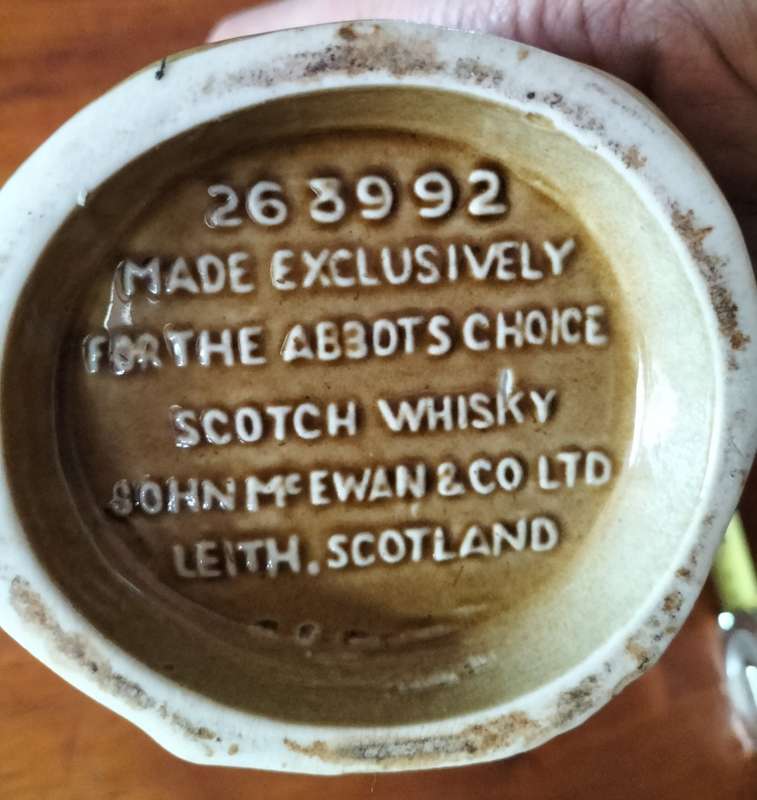 263992
MADE EXCLUSIVELY
FOR THE ABBOTS CHOICE
SCOTCH WHISKY
JOHN McEWAN & CO LTD
LEITH. SCOTLAND